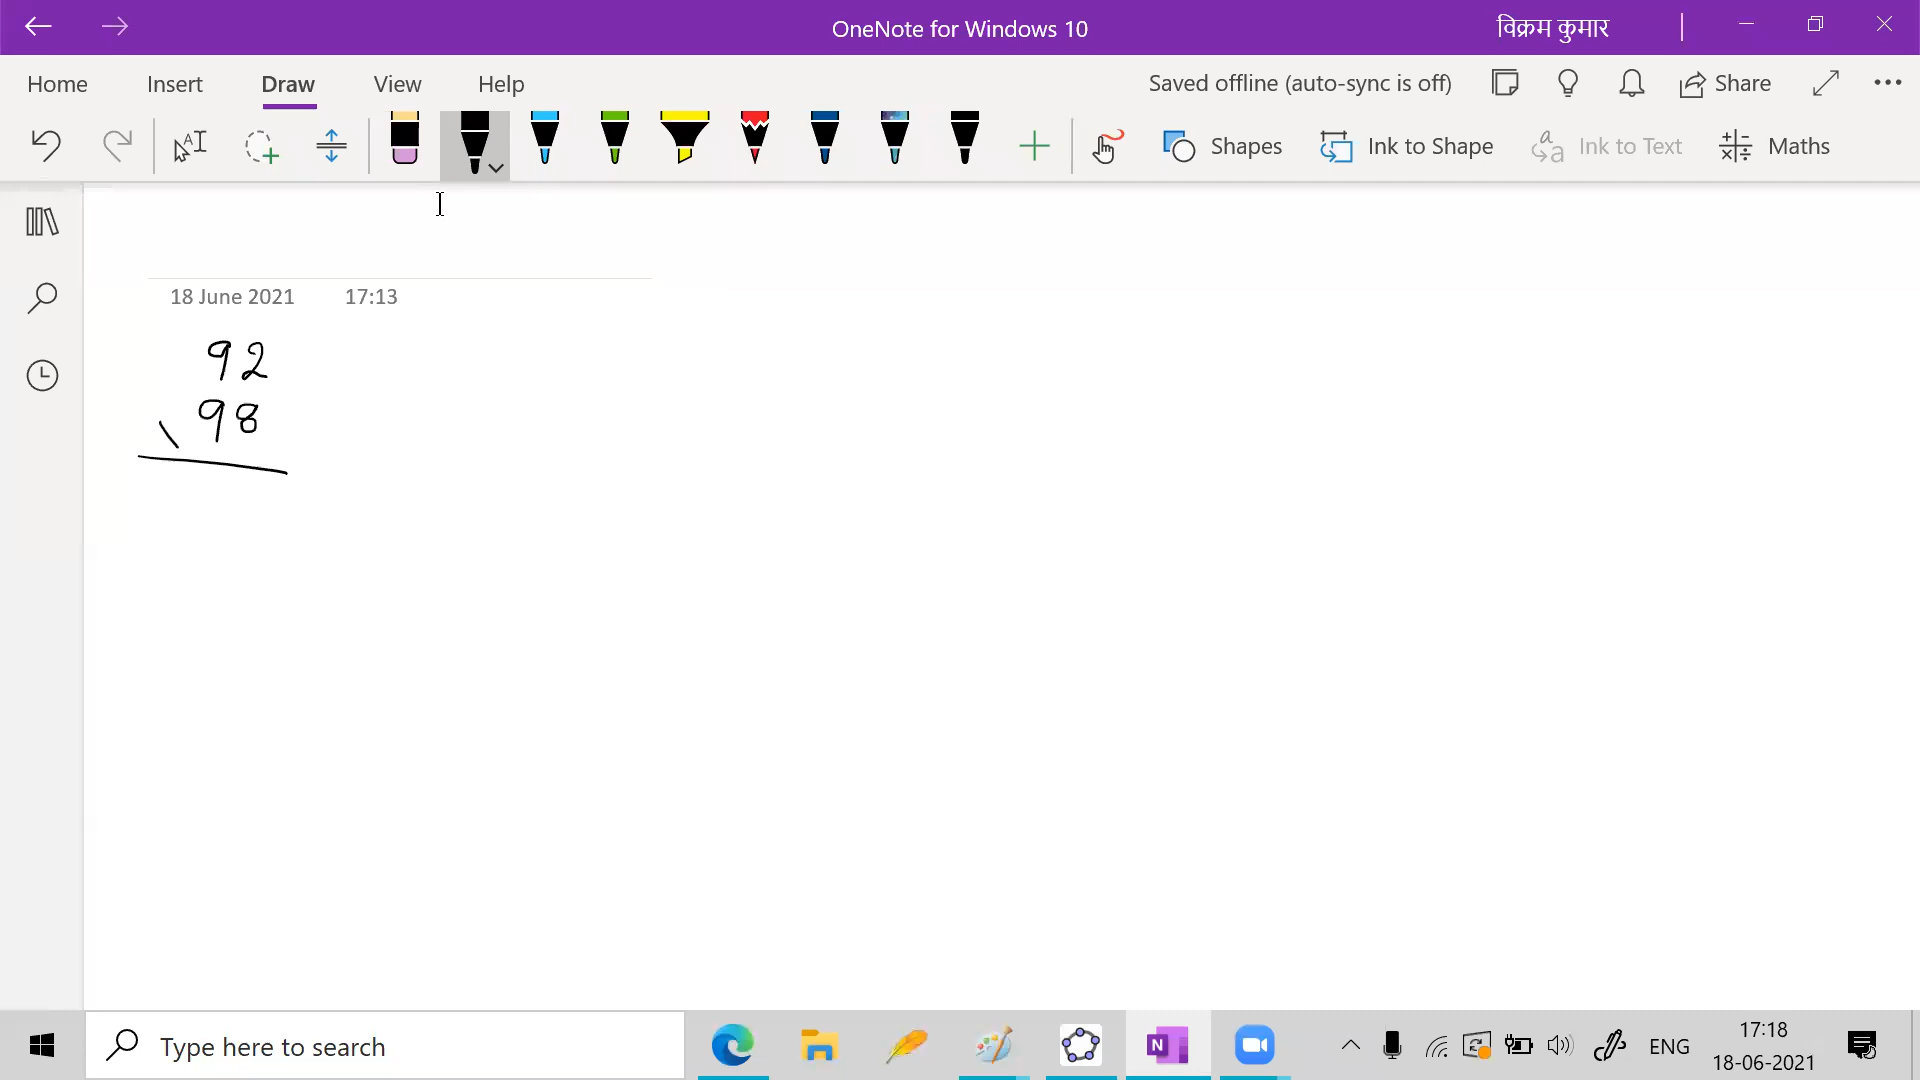 OneNote for Windows 10
विक्रम कुमार
Home Insert Draw View Help
Saved offline (auto-sync is off)
Share
Shapes
Ink to Shape
Ink to Text
Maths
18 June 2021 17:13
92
98
Type here to search
ENG
17:18
18-06-2021